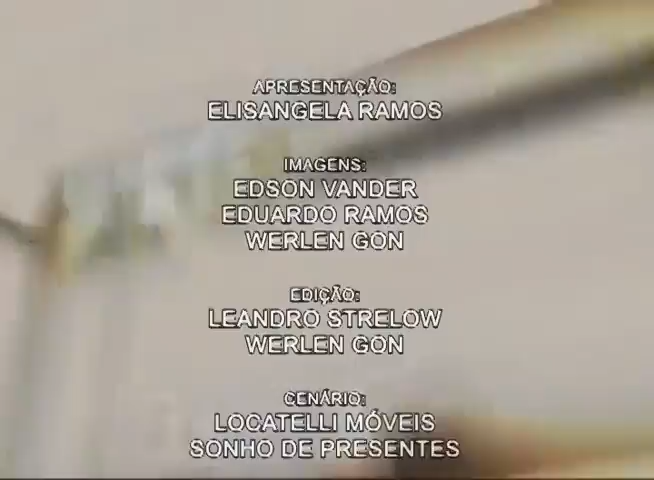 APRESENTAÇÃO:
ELISANGELA RAMOS
IMAGENS:
EDSON VANDER
EDUARDO RAMOS
WERLEN GON
EDIÇÃO:
LEANDRO STRELOW
WERLEN GON
CENÁRIO:
LOCATELLI MÓVEIS
SONHO DE PRESENTES